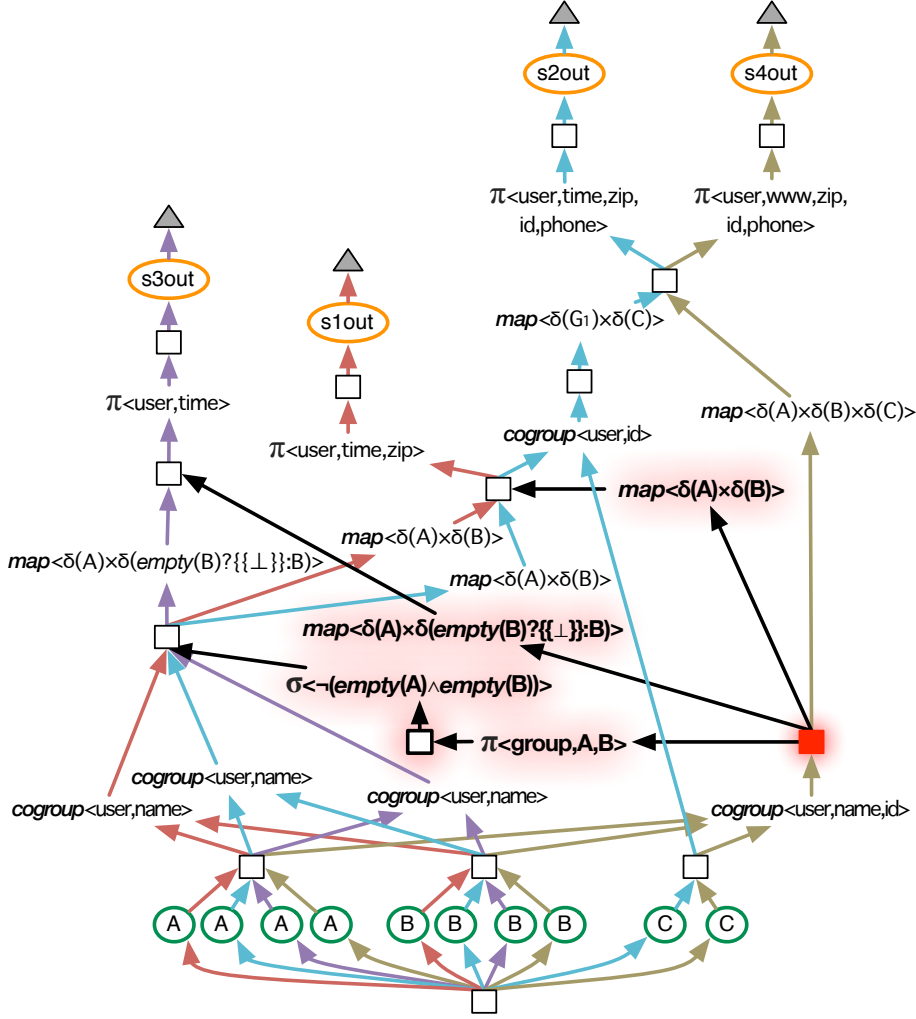 s2out
s4out
π<user,time,zip,
id,phone>
π<user,www,zip,
id,phone>
s3out
s1out
map<δ(G₁)×δ(C)>
π<user,time>
map<δ(A)×δ(B)×δ(C)>
cogroup<user,id>
π<user,time,zip>
map<δ(A)×δ(B)>
map<δ(A)×δ(B)>
map<δ(A)×δ(empty(B)?{{⊥}}:B)>
map<δ(A)×δ(B)>
map<δ(A)×δ(empty(B)?{{⊥}}:B)>
σ<¬(empty(A)∧empty(B))>
π<group,A,B>
cogroup<user,name>
cogroup<user,name>
cogroup<user,name>
cogroup<user,name,id>
A
A
A
A
B
B
B
B
C
C